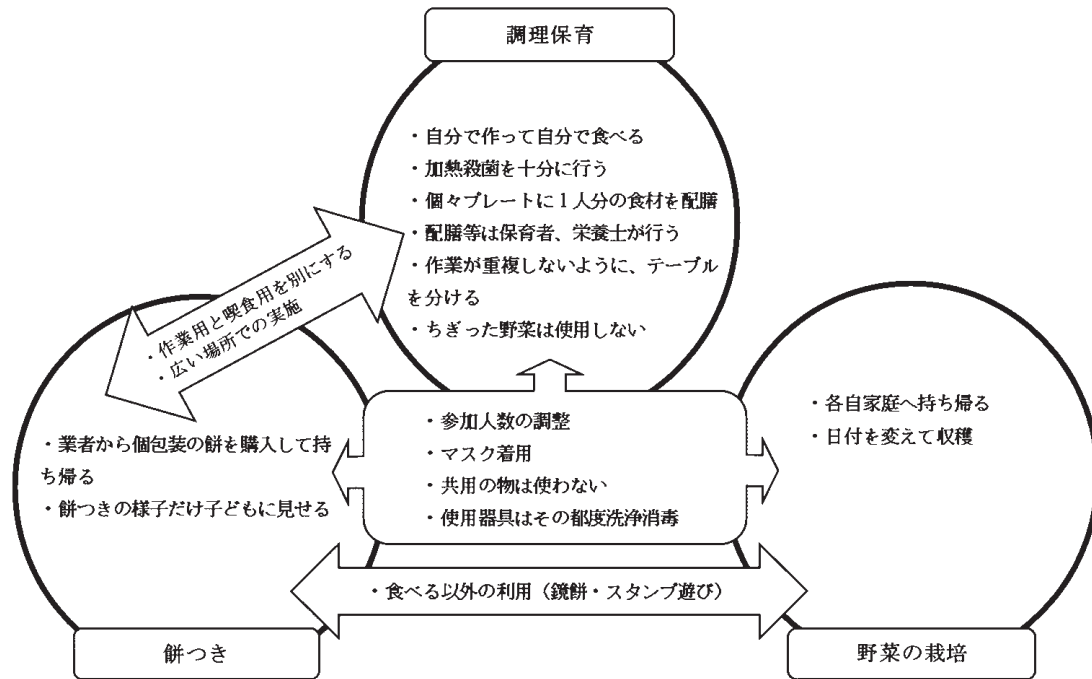 調理保育
・自分で作って自分で食べる
・加熱殺菌を十分に行う
・個々プレートに１人分の食材を配膳
・配膳等は保育者、栄養士が行う
・作業が重複しないように、テーブル
を分ける
・ちぎった野菜は使用しない
・作業用と喫食用を別にする
・広い場所での実施
・業者から個包装の餅を購入して持
ち帰る
・餅つきの様子だけ子どもに見せる
・参加人数の調整
・マスク着用
・共用の物は使わない
・使用器具はその都度洗浄消毒
・各自家庭へ持ち帰る
・日付を変えて収穫
・食べる以外の利用（鏡餅・スタンプ遊び）
餅つき
野菜の栽培